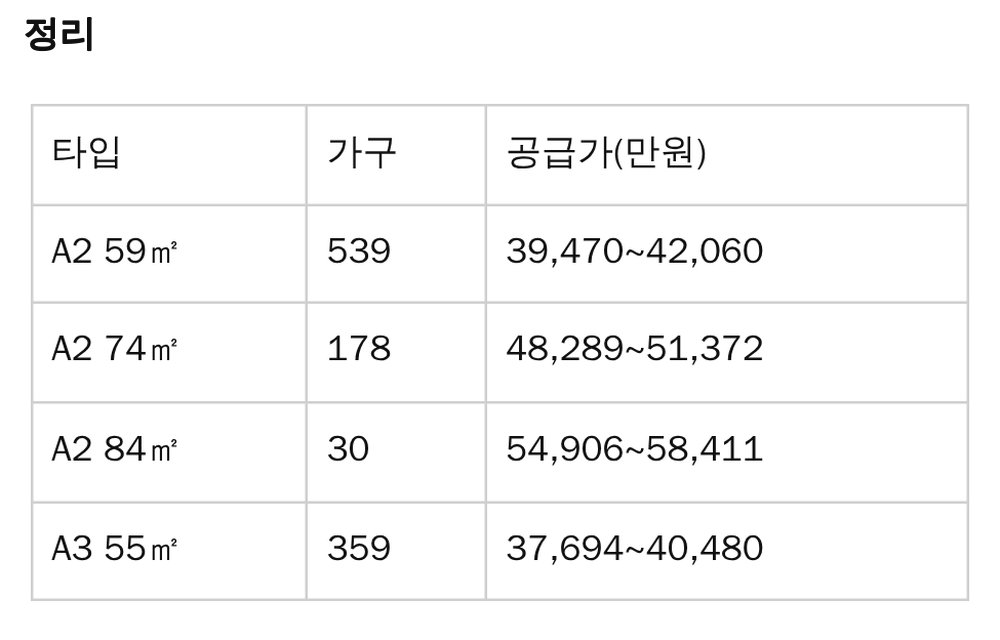 정리
타입 가구 공급가(만원)
A2 59㎡ 539 39,470~42,060
A2 74㎡ 178 48,289~51,372
A2 84㎡ 30 54,906~58,411
A3 55㎡ 359 37,694~40,480